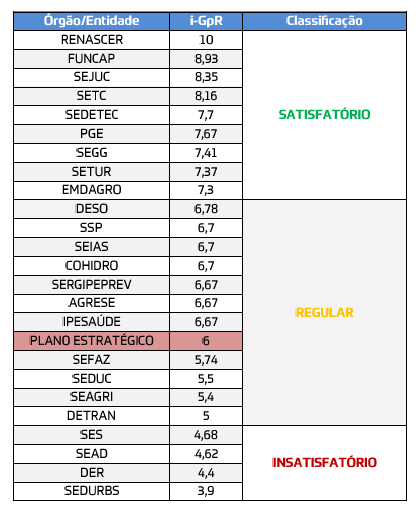 Órgão/Entidade i-GpR Classificação
RENASCER 10
FUNCAP 8,93
SEJUC 8,35
SETC 8,16
SEDETEC 7,7 SATISFATÓRIO
PGE 7,67
SEGG 7,41
SETUR 7,37
EMDAGRO 7,3
DESO 6,78
SSP 6,7
SEIAS 6,7
COHIDRO 6,7
SERGIPEPREV 6,67
AGRESE 6,67 REGULAR
IPESAÚDE 6,67
PLANO ESTRATÉGICO 6
SEFAZ 5,74
SEDUC 5,5
SEAGRI 5,4
DETRAN 5
SES 4,68
SEAD 4,62 INSATISFATÓRIO
DER 4,4
SEDURBS 3,9